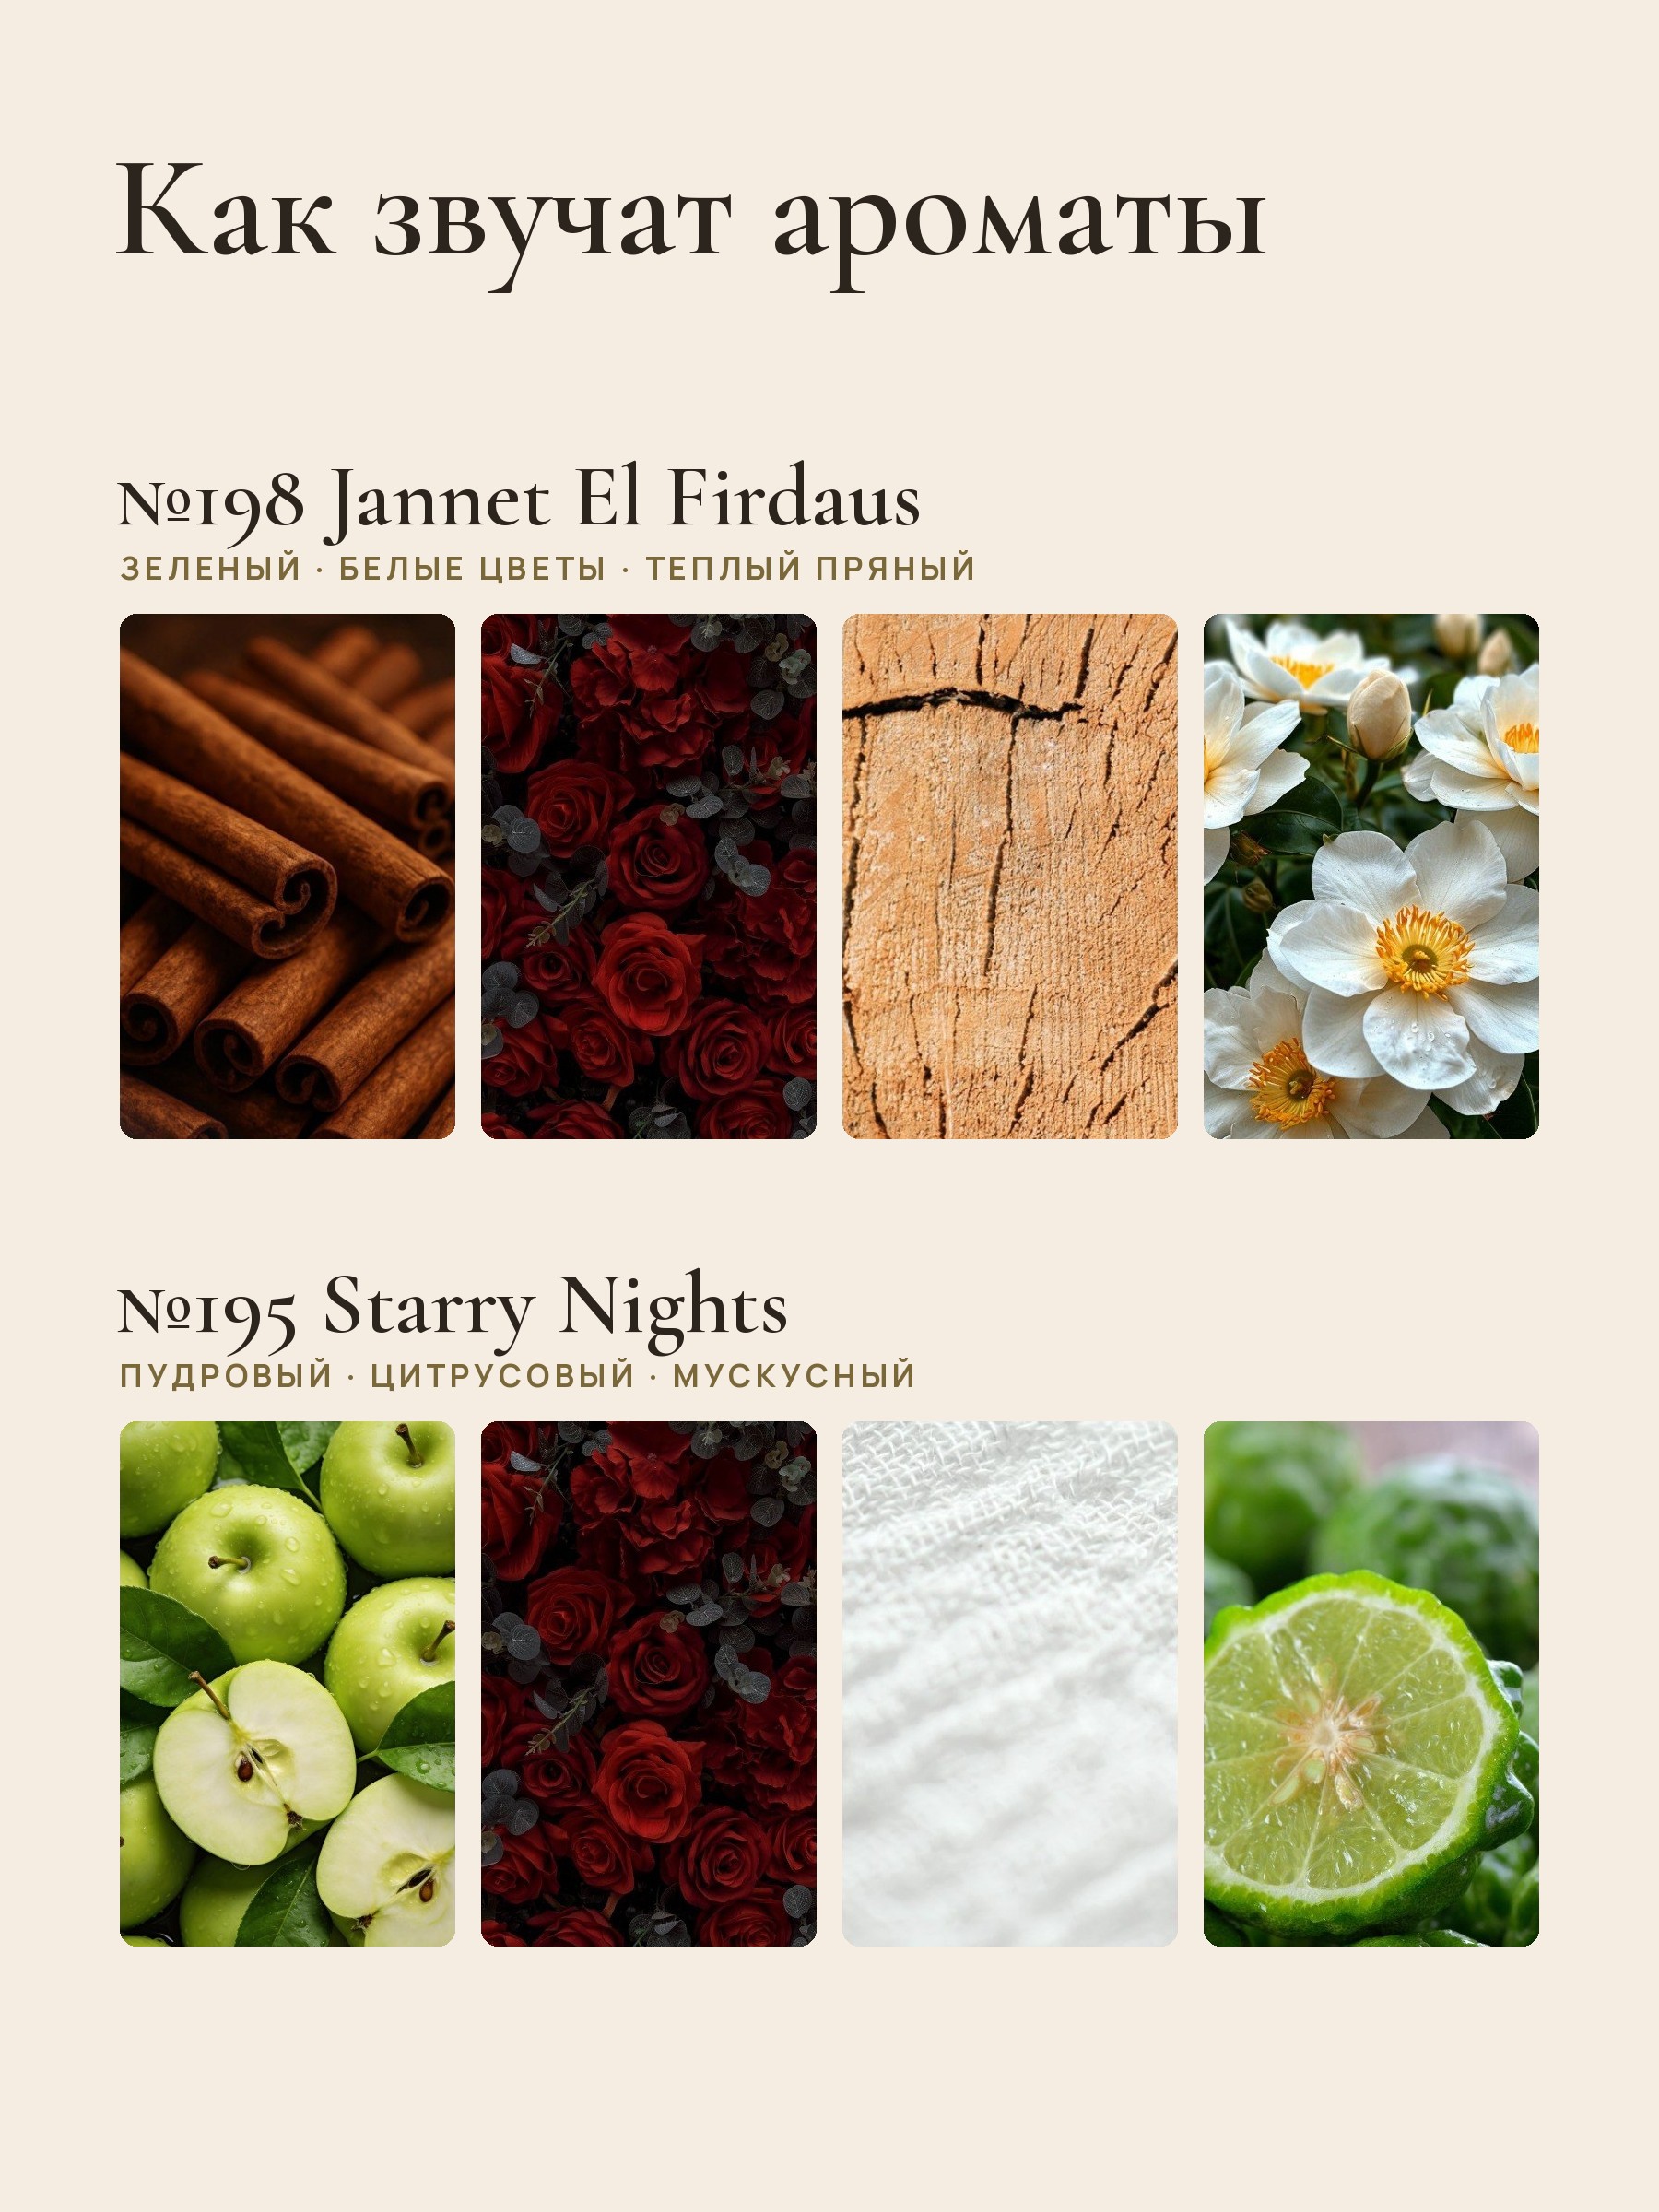 Как звучат ароматы
№198 Jannet El Firdaus
ЗЕЛЕНЫЙ · БЕЛЫЕ ЦВЕТЫ · ТЕПЛЫЙ ПРЯНЫЙ
№195 Starry Nights
ПУДРОВЫЙ · ЦИТРУСОВЫЙ · МУСКУСНЫЙ